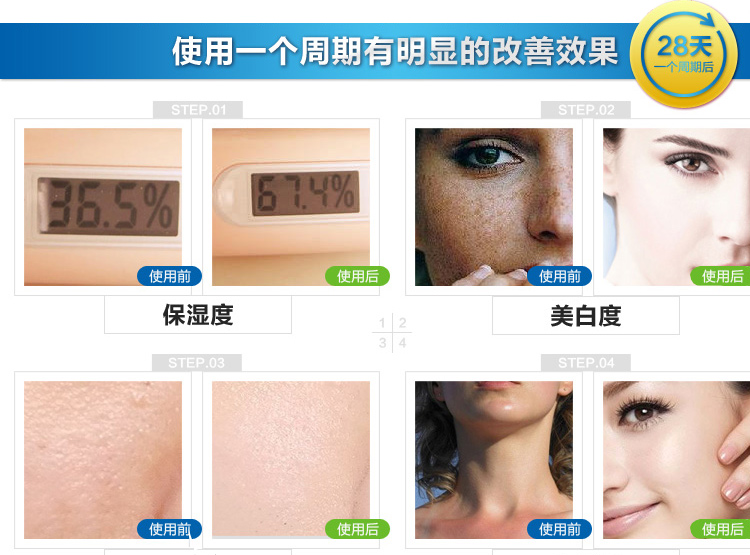 使用一个周期有明显的改善效果
28天
一个周期后
STEP.01
STEP.02
36.5%
67.4%
使用前
使用后
使用前
使用后
保湿度
美白度
1 2
3 4
STEP.03
STEP.04
使用前
使用后
使用前
使用后